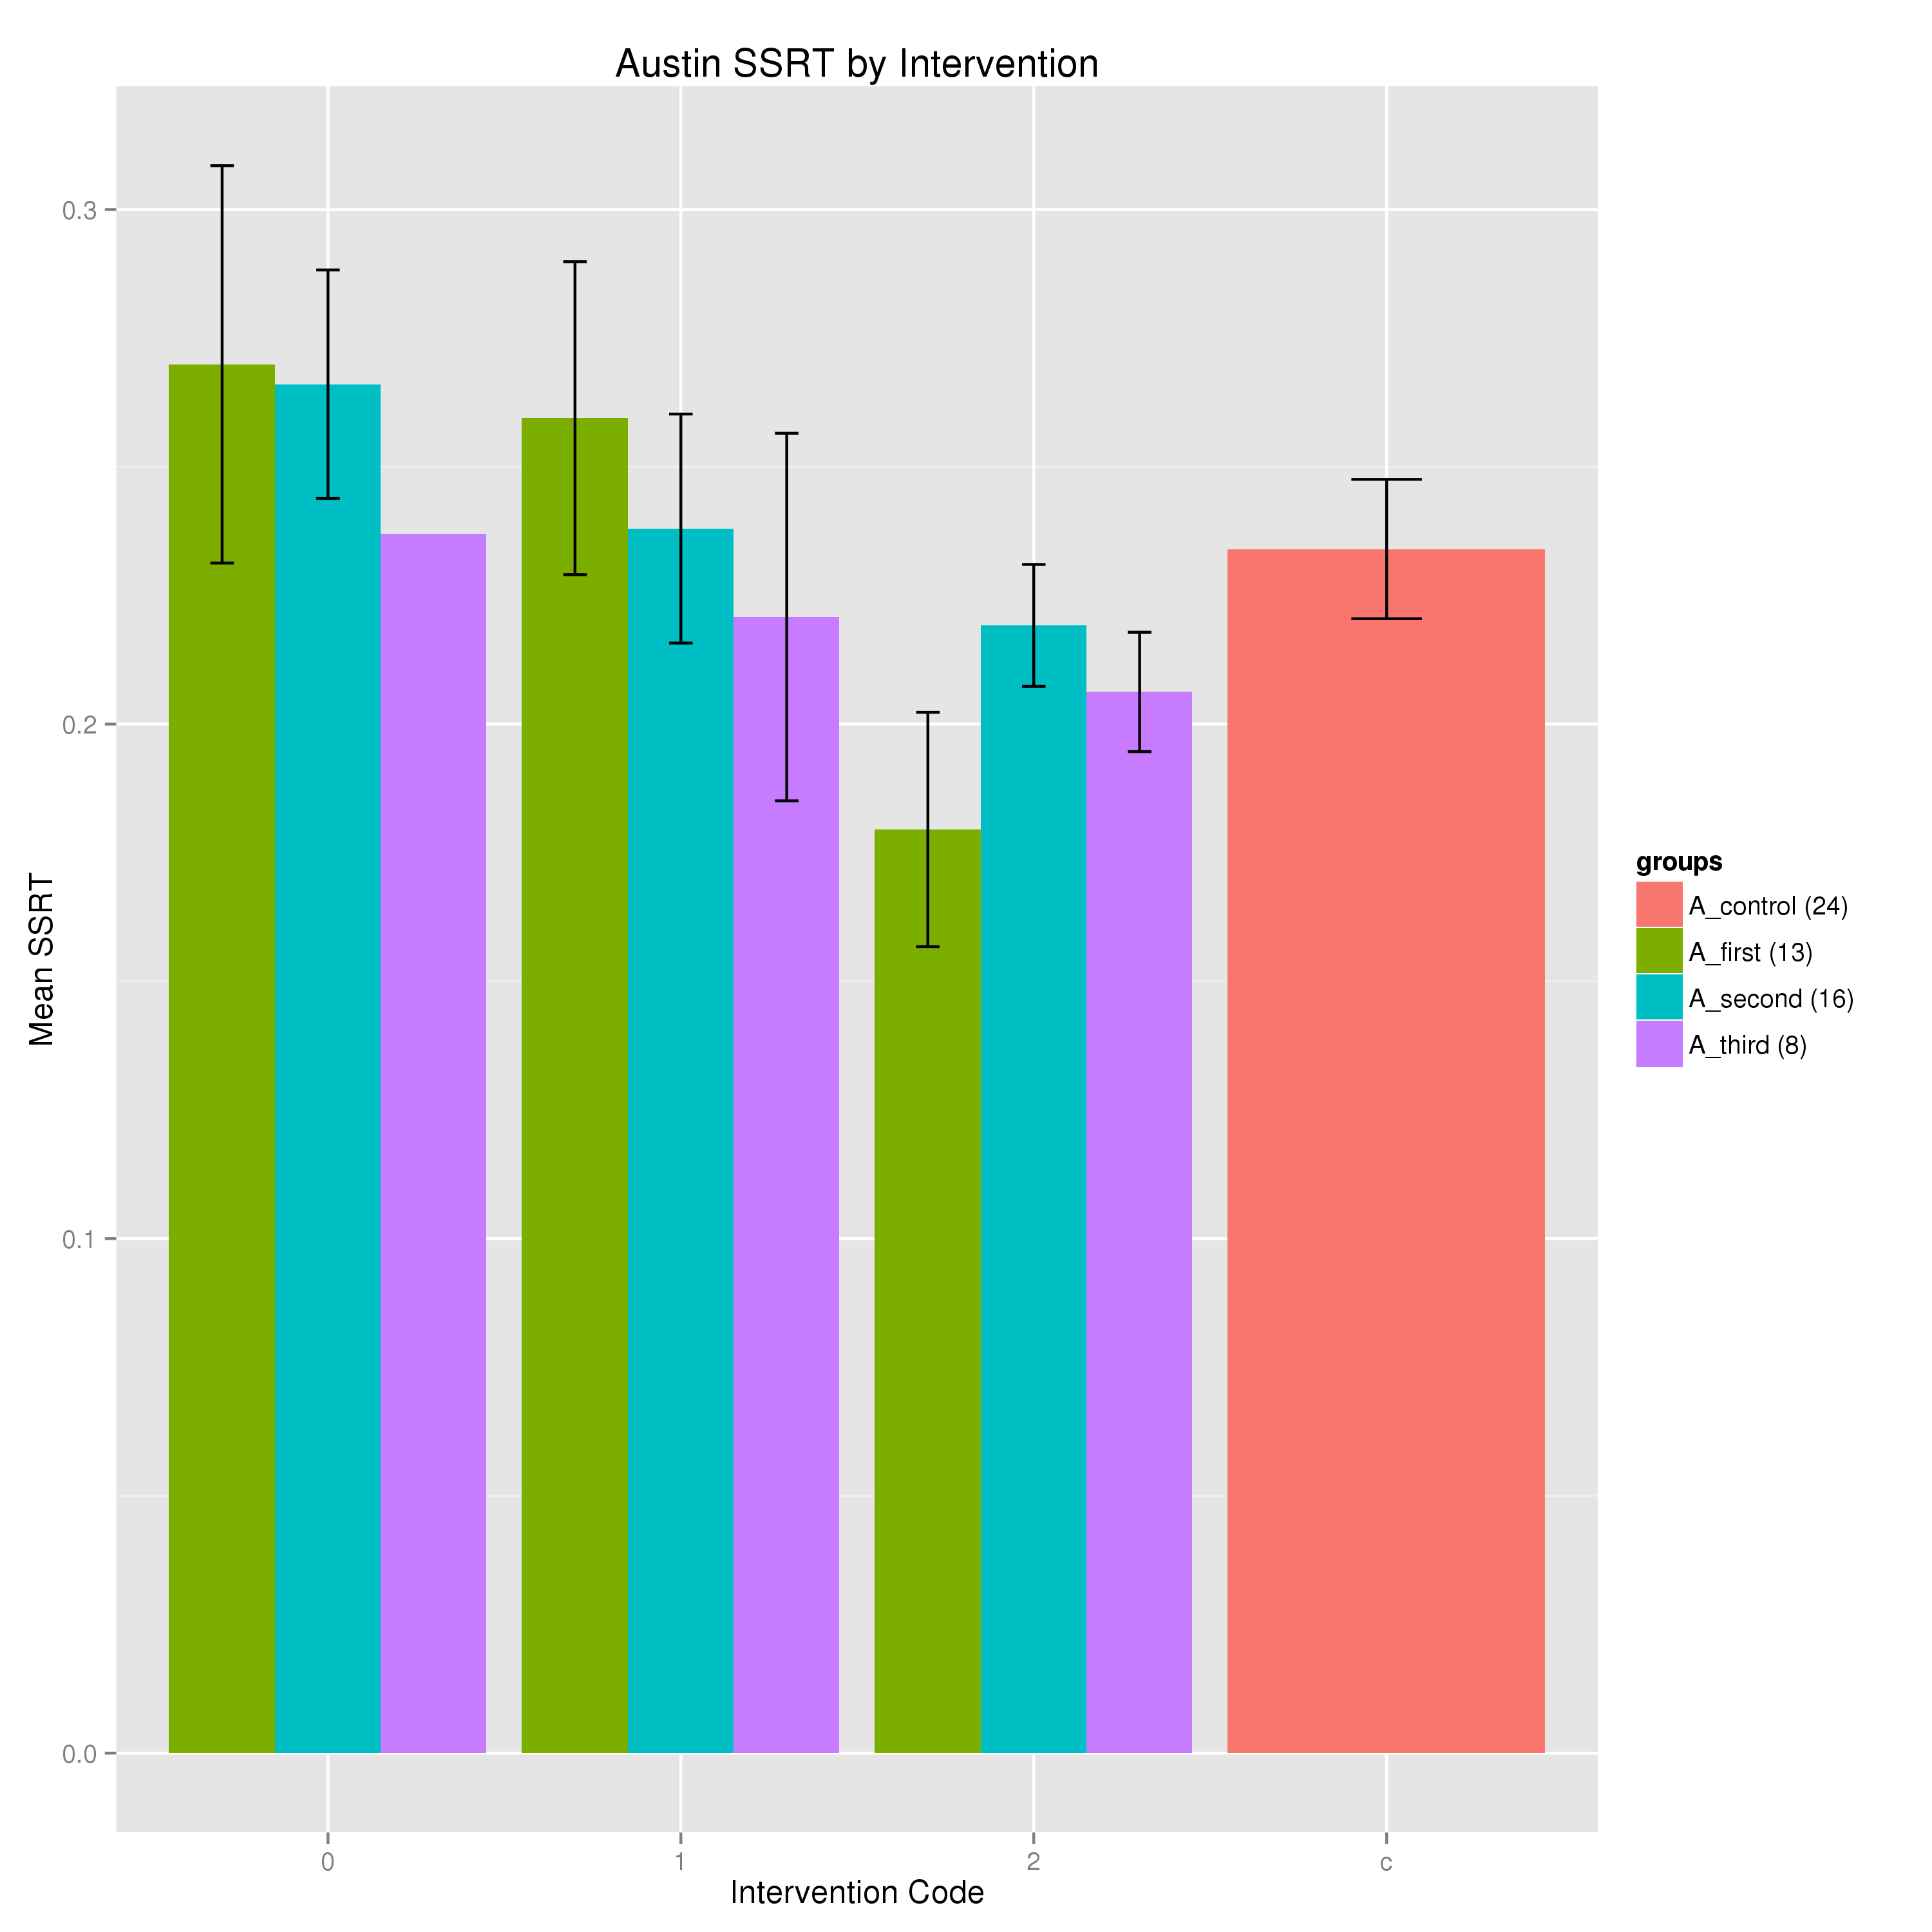 Austin SSRT by Intervention
Mean SSRT
0.3
0.2
0.1
0.0
0
1
2
c
Intervention Code
groups
A_control (24)
A_first (13)
A_second (16)
A_third (8)